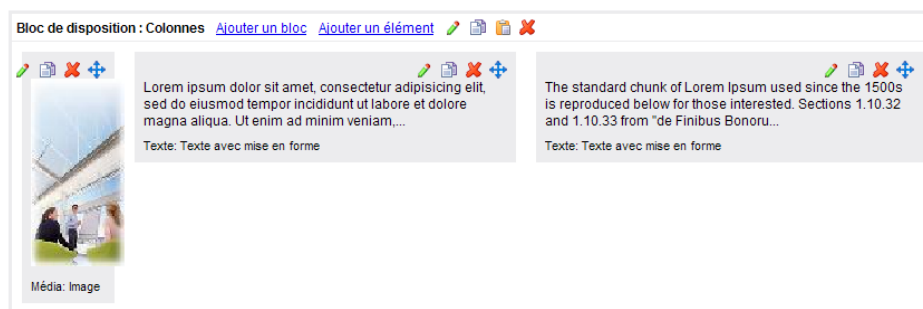 Bloc de disposition : Colonnes Ajouter un bloc Ajouter un élément
Lorem ipsum dolor sit amet, consectetur adipisicing elit,
sed do eiusmod tempor incididunt ut labore et dolore
magna aliqua. Ut enim ad minim veniam,...
Texte: Texte avec mise en forme
The standard chunk of Lorem Ipsum used since the 1500s
is reproduced below for those interested. Sections 1.10.32
and 1.10.33 from "de Finibus Bonoru...
Texte: Texte avec mise en forme
Média: Image